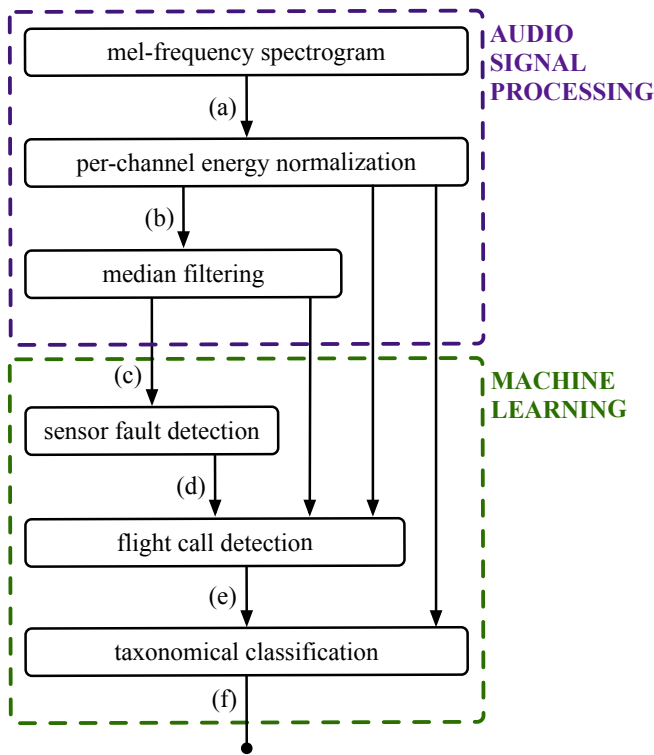 mel-frequency spectrogram
AUDIO
SIGNAL
PROCESSING
(a)
per-channel energy normalization
(b)
median filtering
(c)
MACHINE
LEARNING
sensor fault detection
(d)
flight call detection
(e)
taxonomical classification
(f)